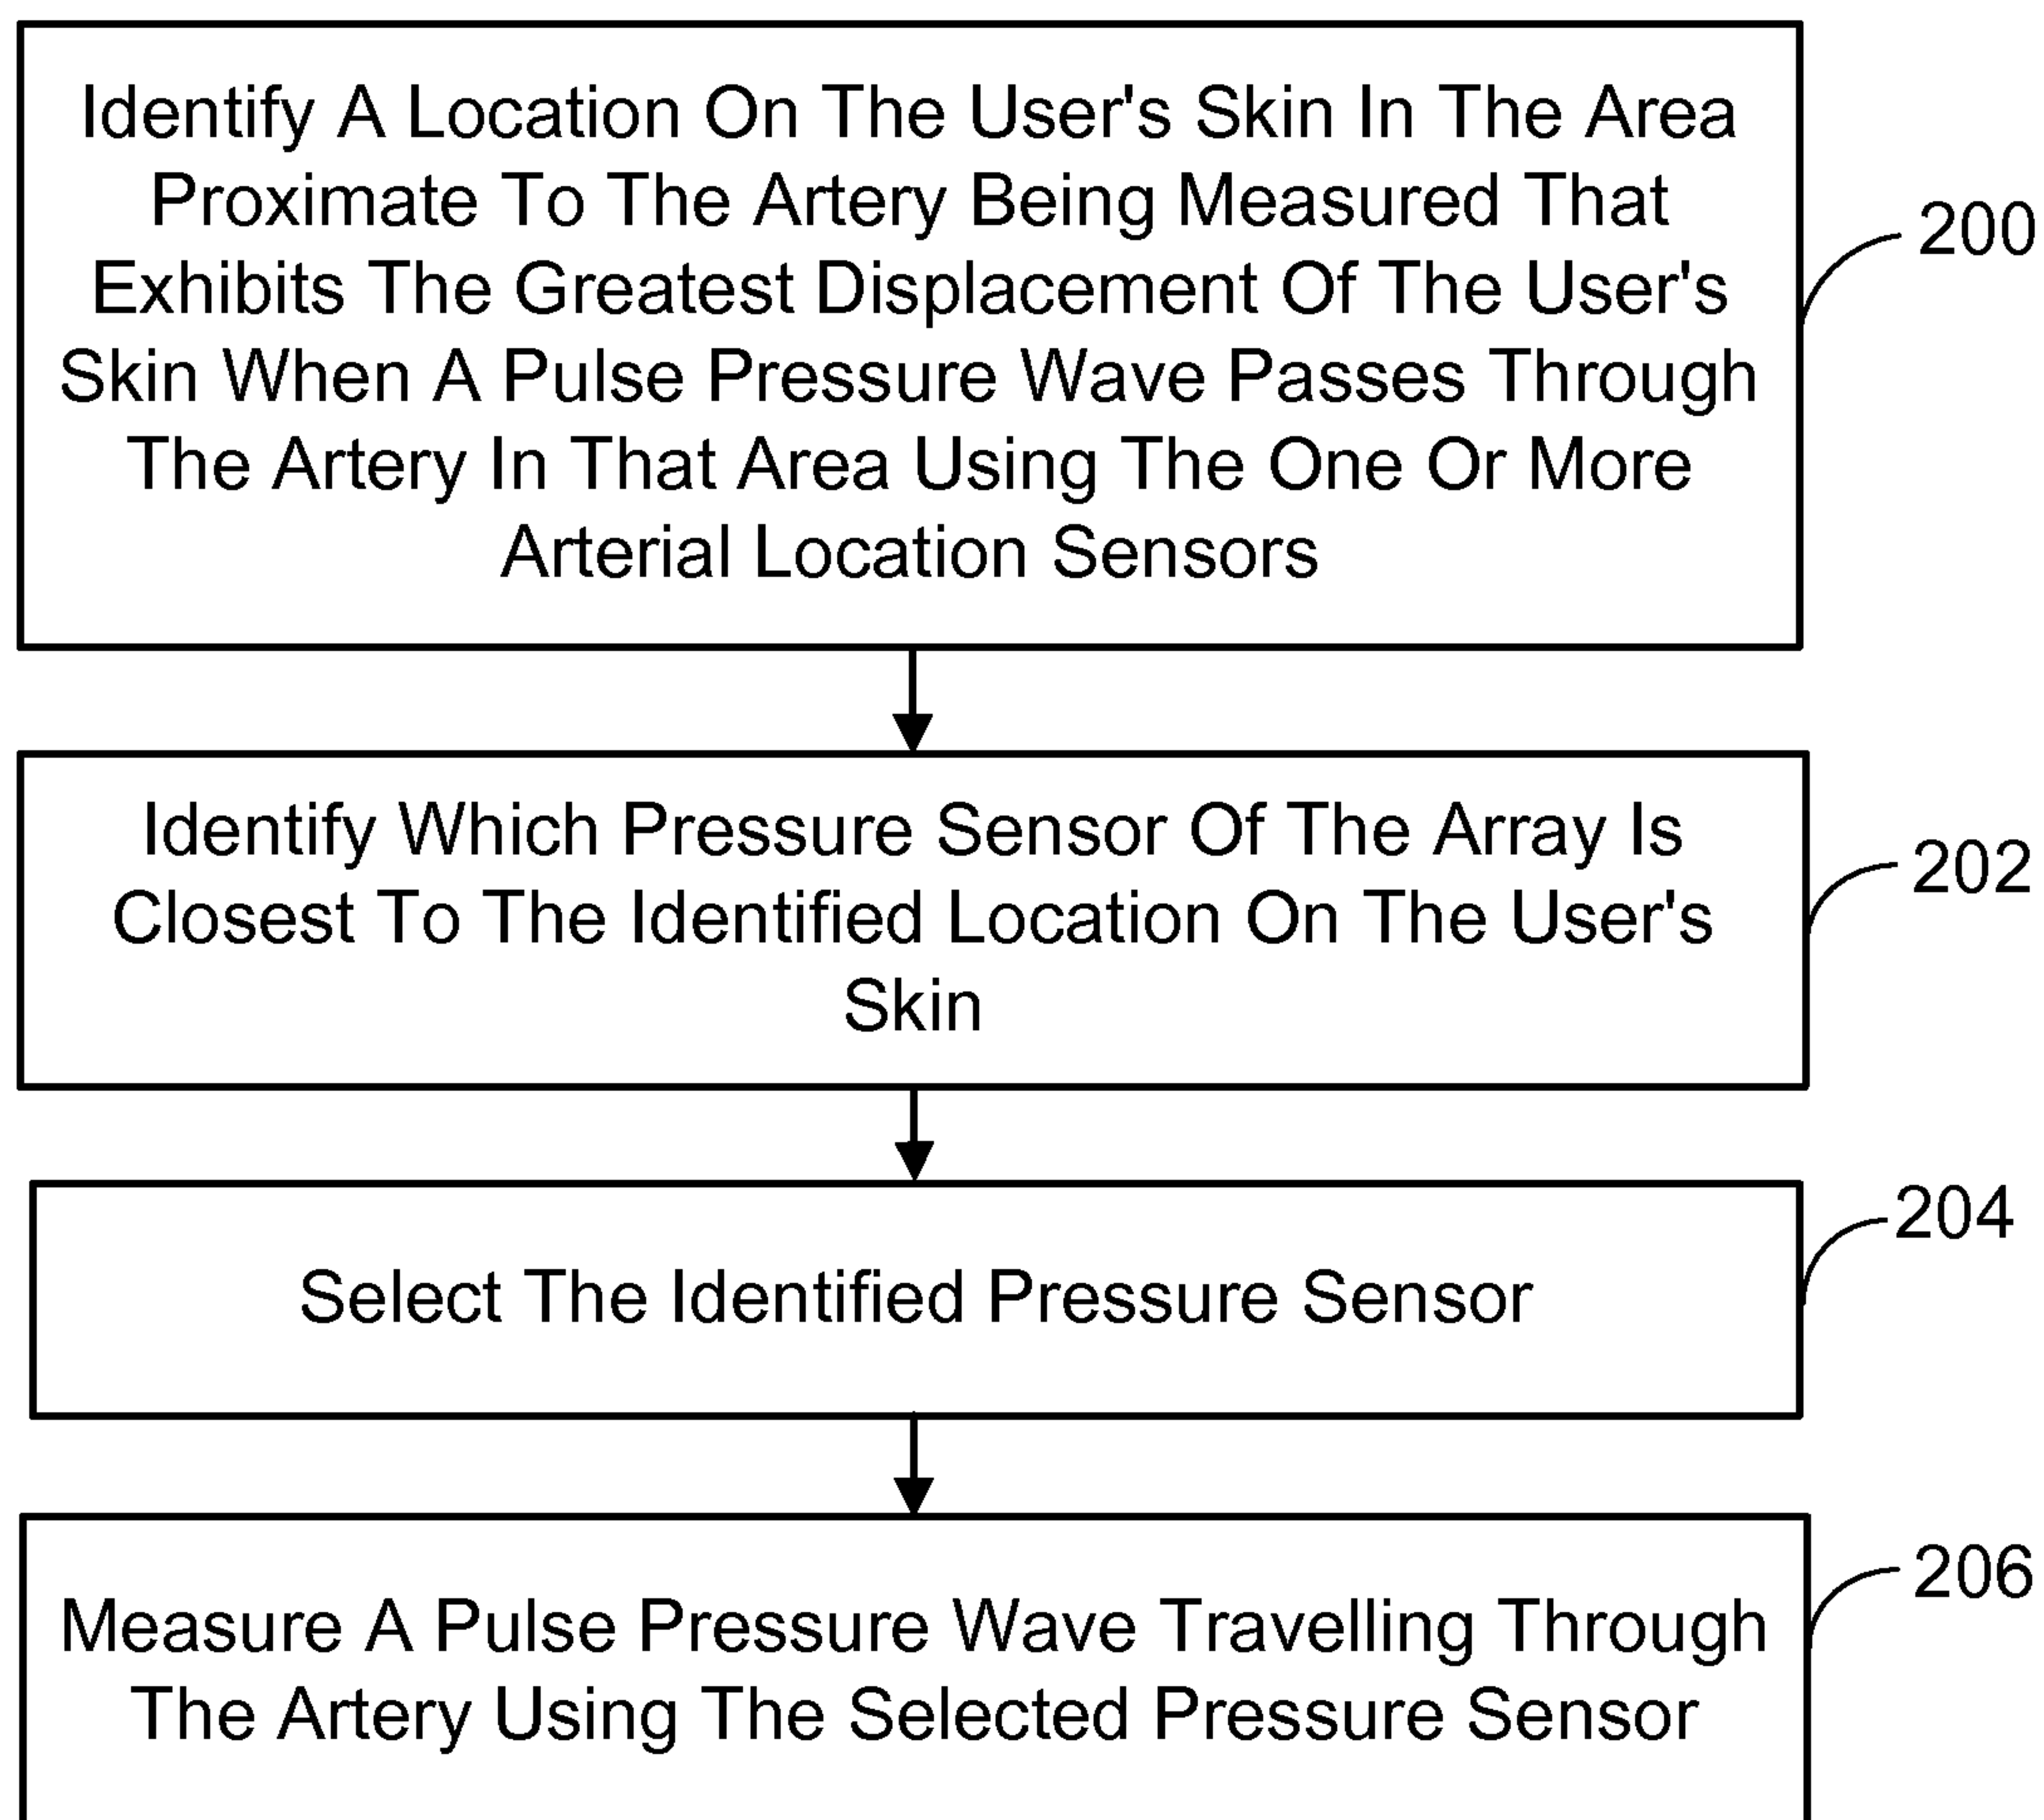 Identify A Location On The User's Skin In The Area
Proximate To The Artery Being Measured That
Exhibits The Greatest Displacement Of The User's
Skin When A Pulse Pressure Wave Passes Through
The Artery In That Area Using The One Or More
Arterial Location Sensors
200
Identify Which Pressure Sensor Of The Array Is
Closest To The Identified Location On The User's
Skin
202
Select The Identified Pressure Sensor
204
Measure A Pulse Pressure Wave Travelling Through
The Artery Using The Selected Pressure Sensor
206